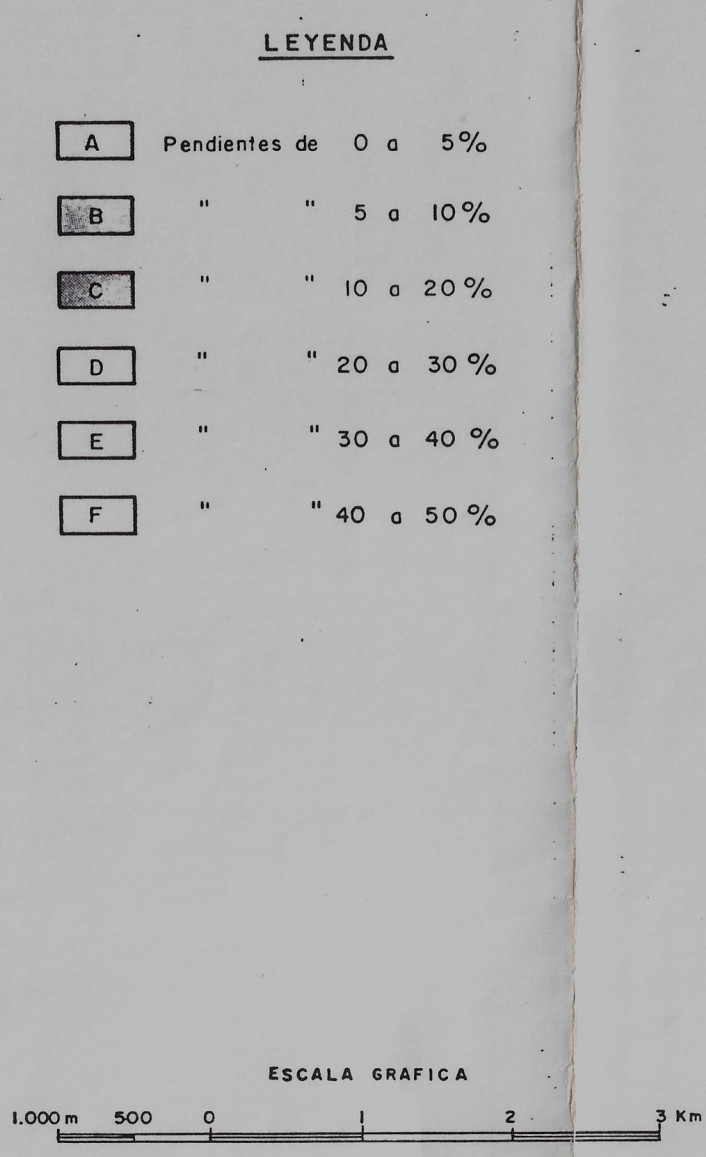 LEYENDA
A Pendientes de 0 a 5%
B " " 5 a 10%
C " " 10 a 20%
D " " 20 a 30%
E " " 30 a 40%
F " " 40 a 50%
ESCALA GRAFICA
1.000 m 500 0 1 2 3 Km